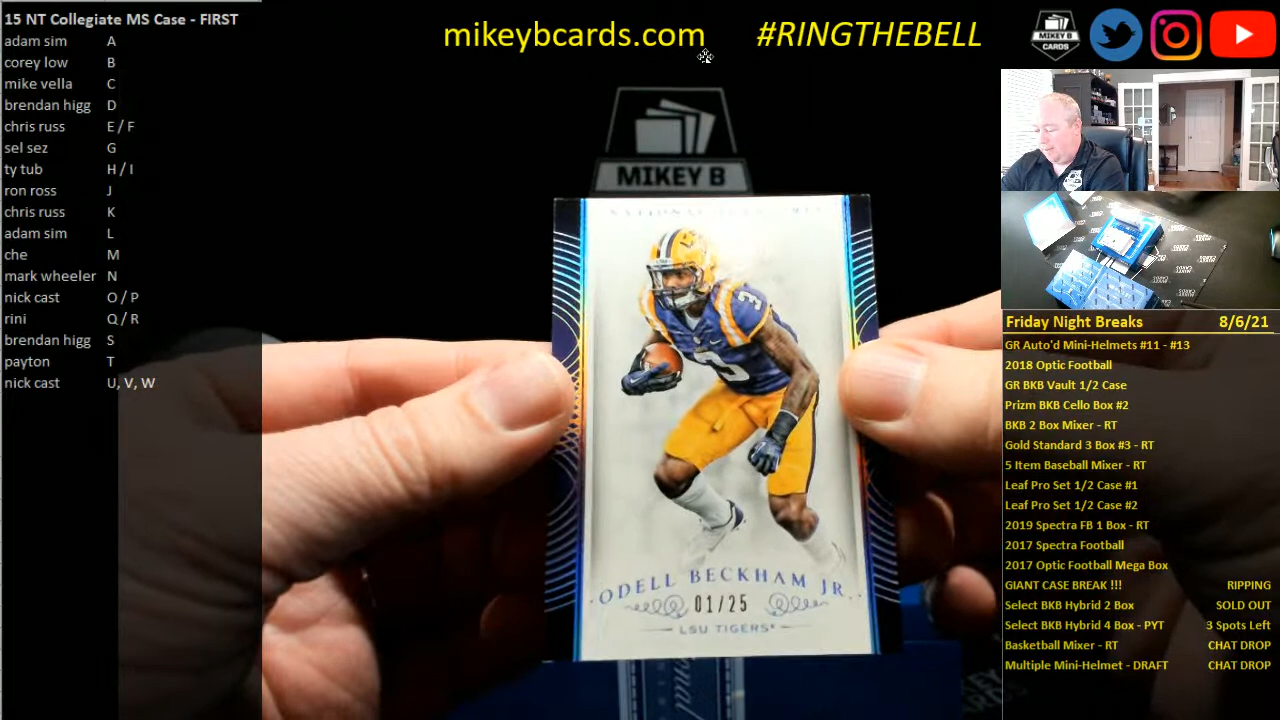 15 NT Collegiate MS Case - FIRST
adam sim A
corey low B
mike vella C
brendan higg D
chris russ E / F
sel sez G
ty tub H / I
ron ross J
chris russ K
adam sim L
che M
mark wheeler N
nick cast O / P
rini Q / R
brendan higg S
payton T
nick cast U, V, W
mikeybcards.com #RINGTHEBELL
MIKEY B
CARDS
MIKEY B
3
3
ODELL BECKHAM JR.
01/25
LSU TIGERS
Friday Night Breaks 8/6/21
GR Auto'd Mini-Helmets #11 - #13
2018 Optic Football
GR BKB Vault 1/2 Case
Prizm BKB Cello Box #2
BKB 2 Box Mixer - RT
Gold Standard 3 Box #3 - RT
5 Item Baseball Mixer - RT
Leaf Pro Set 1/2 Case #1
Leaf Pro Set 1/2 Case #2
2019 Spectra FB 1 Box - RT
2017 Spectra Football
2017 Optic Football Mega Box
GIANT CASE BREAK !!! RIPPING
Select BKB Hybrid 2 Box SOLD OUT
Select BKB Hybrid 4 Box - PYT 3 Spots Left
Basketball Mixer - RT CHAT DROP
Multiple Mini-Helmet - DRAFT CHAT DROP